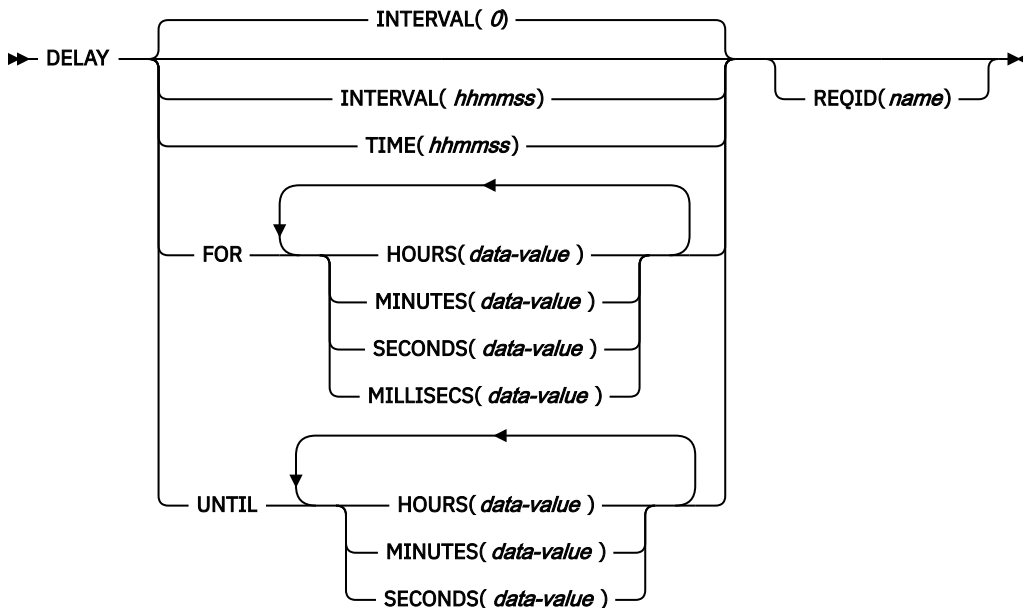 INTERVAL( 0)
DELAY
INTERVAL( hhmmss)
REQID(name)
TIME( hhmmss)
FOR HOURS( data-value )
MINUTES( data-value )
SECONDS( data-value )
MILLISECS( data-value )
UNTIL HOURS( data-value )
MINUTES( data-value )
SECONDS( data-value )